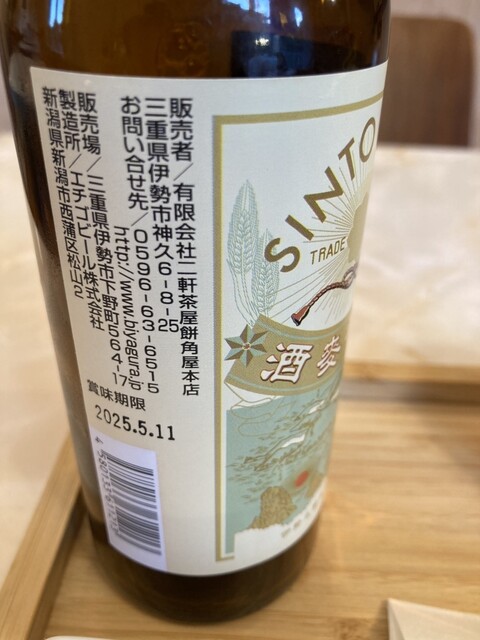 販売者/有限会社二軒茶屋餅角屋本店
三重県伊勢市神久6-8-25
お問い合せ先/0596-63-6515
http://www.biyagura.jp
販売場/三重県伊勢市下野町564-17
製造所/エチゴビール株式会社
新潟県新潟市西蒲区松山2
賞味期限
2025.5.11
SINTO
TRADE
麦酒